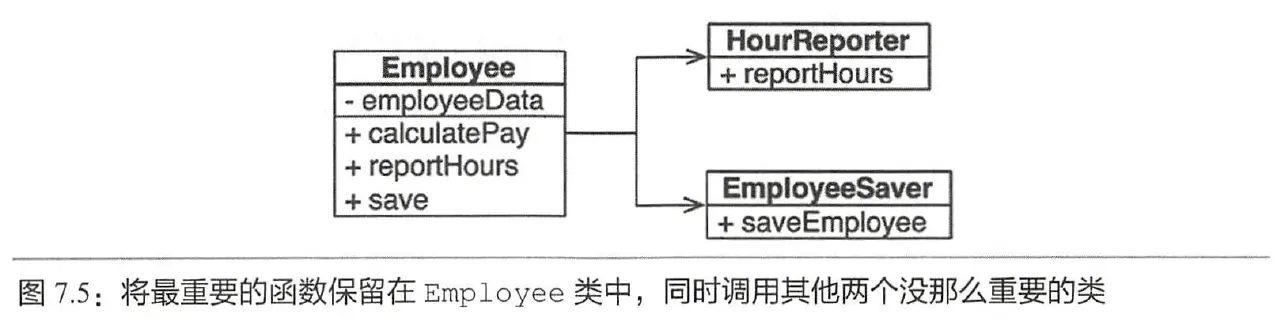 Employee
- employeeData
+ calculatePay
+ reportHours
+ save
HourReporter
+ reportHours
EmployeeSaver
+ saveEmployee
图 7.5：将最重要的函数保留在 Employee 类中，同时调用其他两个没那么重要的类